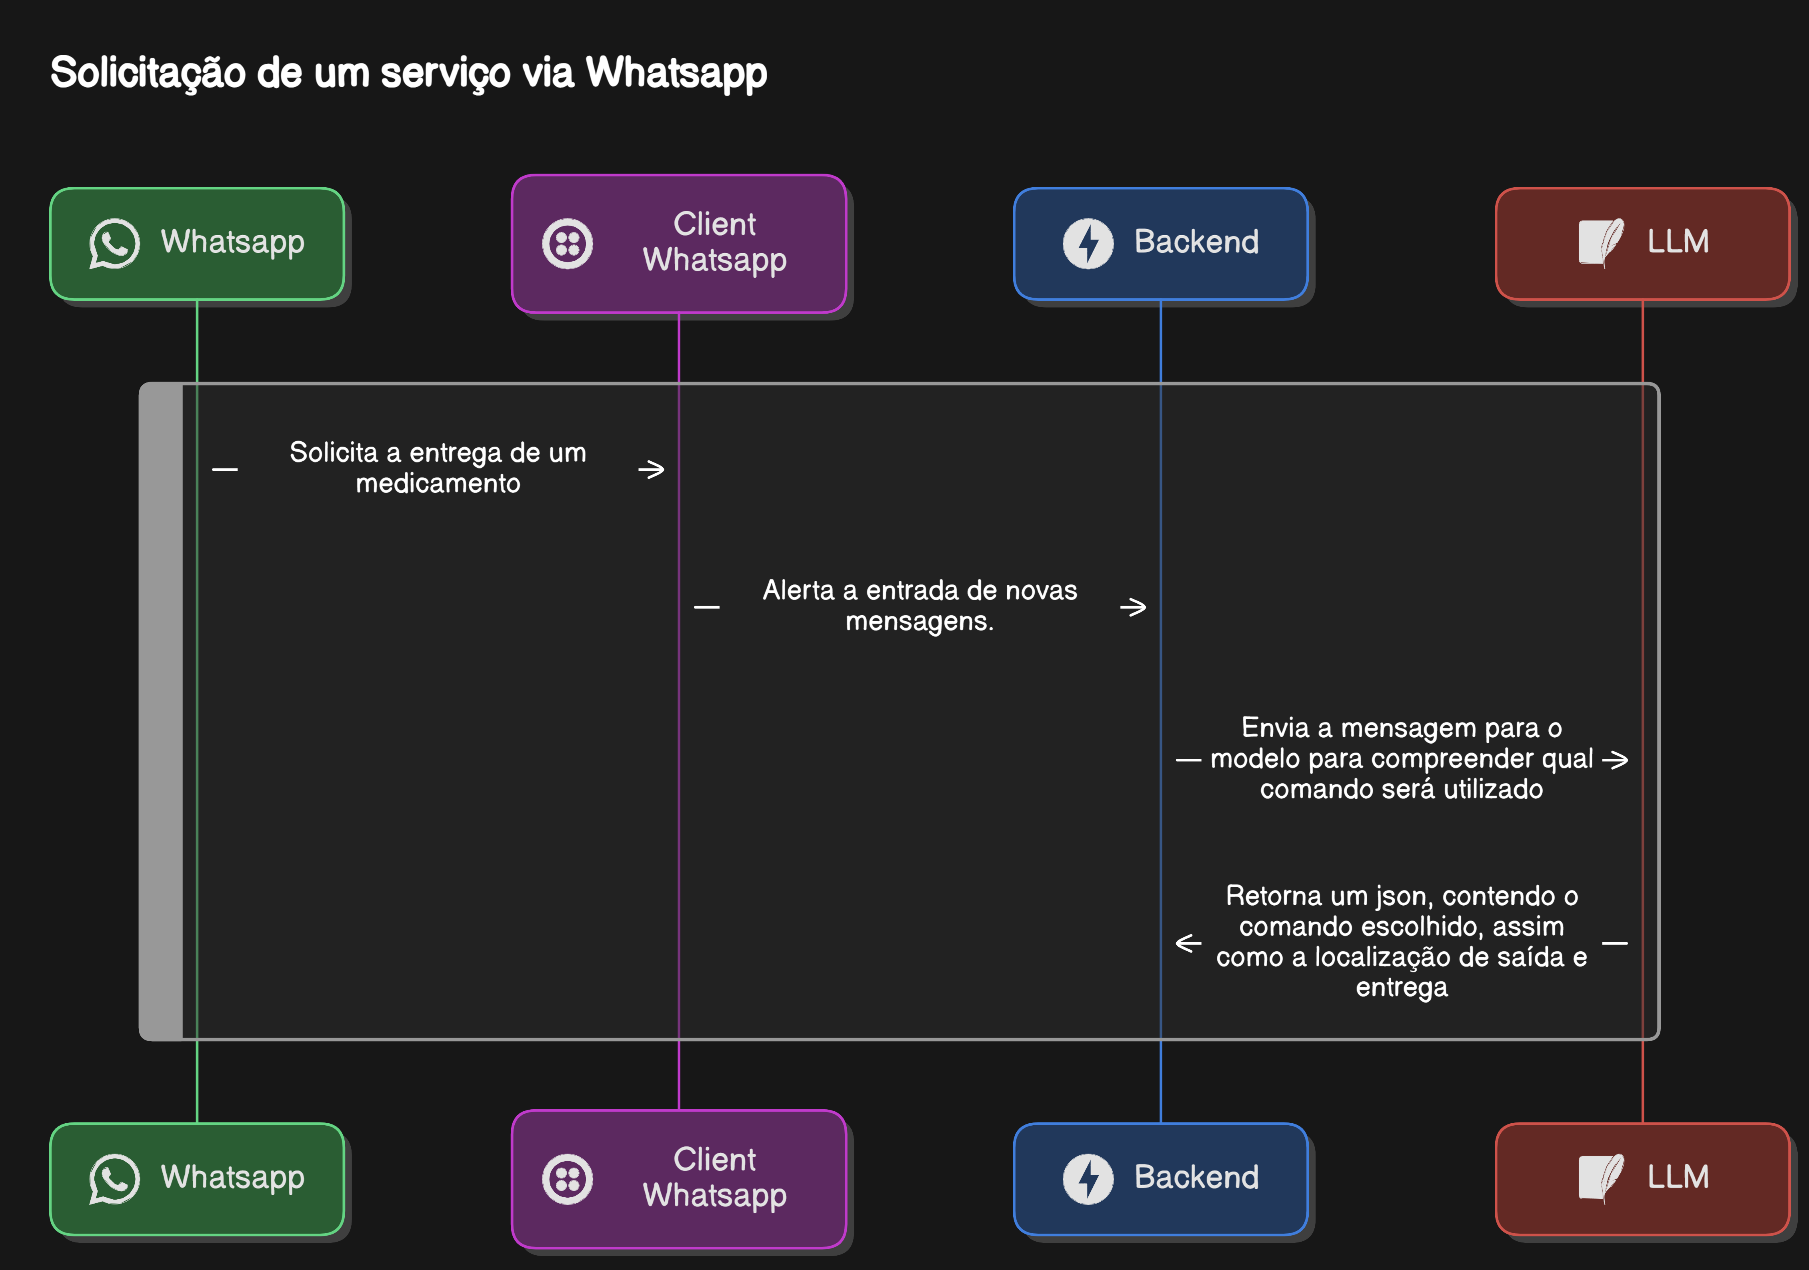 Solicitação de um serviço via Whatsapp
Whatsapp
Client
Whatsapp
Backend
LLM
Solicita a entrega de um
medicamento
Alerta a entrada de novas
mensagens.
Envia a mensagem para o
modelo para compreender qual
comando será utilizado
Retorna um json, contendo o
comando escolhido, assim
como a localização de saída e
entrega
Whatsapp
Client
Whatsapp
Backend
LLM